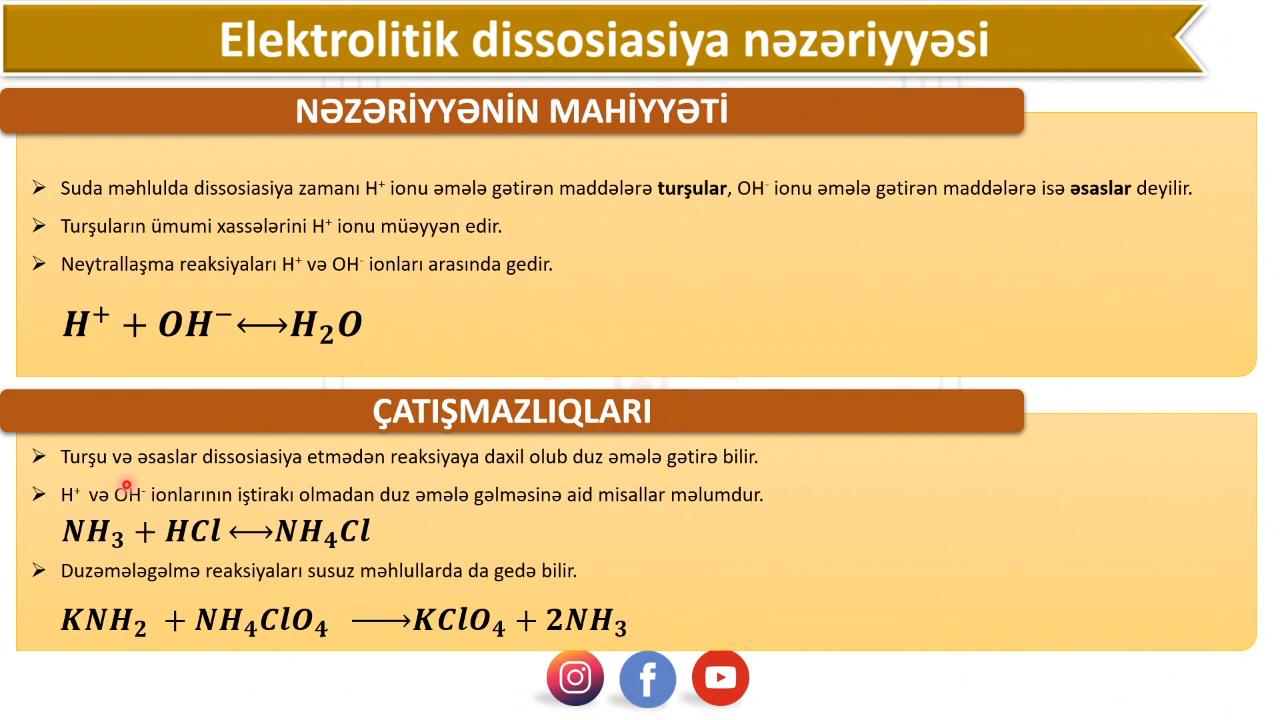 Elektrolitik dissosiasiya nəzəriyyəsi
NƏZƏRİYYƏNİN MAHİYYƏTİ
➢ Suda məhlulda dissosiasiya zamanı H⁺ ionu əmələ gətirən maddələrə turşular, OH⁻ ionu əmələ gətirən maddələrə isə əsaslar deyilir.
➢ Turşuların ümumi xassələrini H⁺ ionu müəyyən edir.
➢ Neytrallaşma reaksiyaları H⁺ və OH⁻ ionları arasında gedir.
H⁺ + OH⁻ ⟷ H₂O
ÇATIŞMAZLIQLARI
➢ Turşu və əsaslar dissosiasiya etmədən reaksiyaya daxil olub duz əmələ gətirə bilir.
➢ H⁺ və OH⁻ ionlarının iştirakı olmadan duz əmələ gəlməsinə aid misallar məlumdur.
NH₃ + HCl ⟷ NH₄Cl
➢ Duzəmələgəlmə reaksiyaları susuz məhlullarda da gedə bilir.
KNH₂ + NH₄ClO₄ ⟶ KClO₄ + 2NH₃